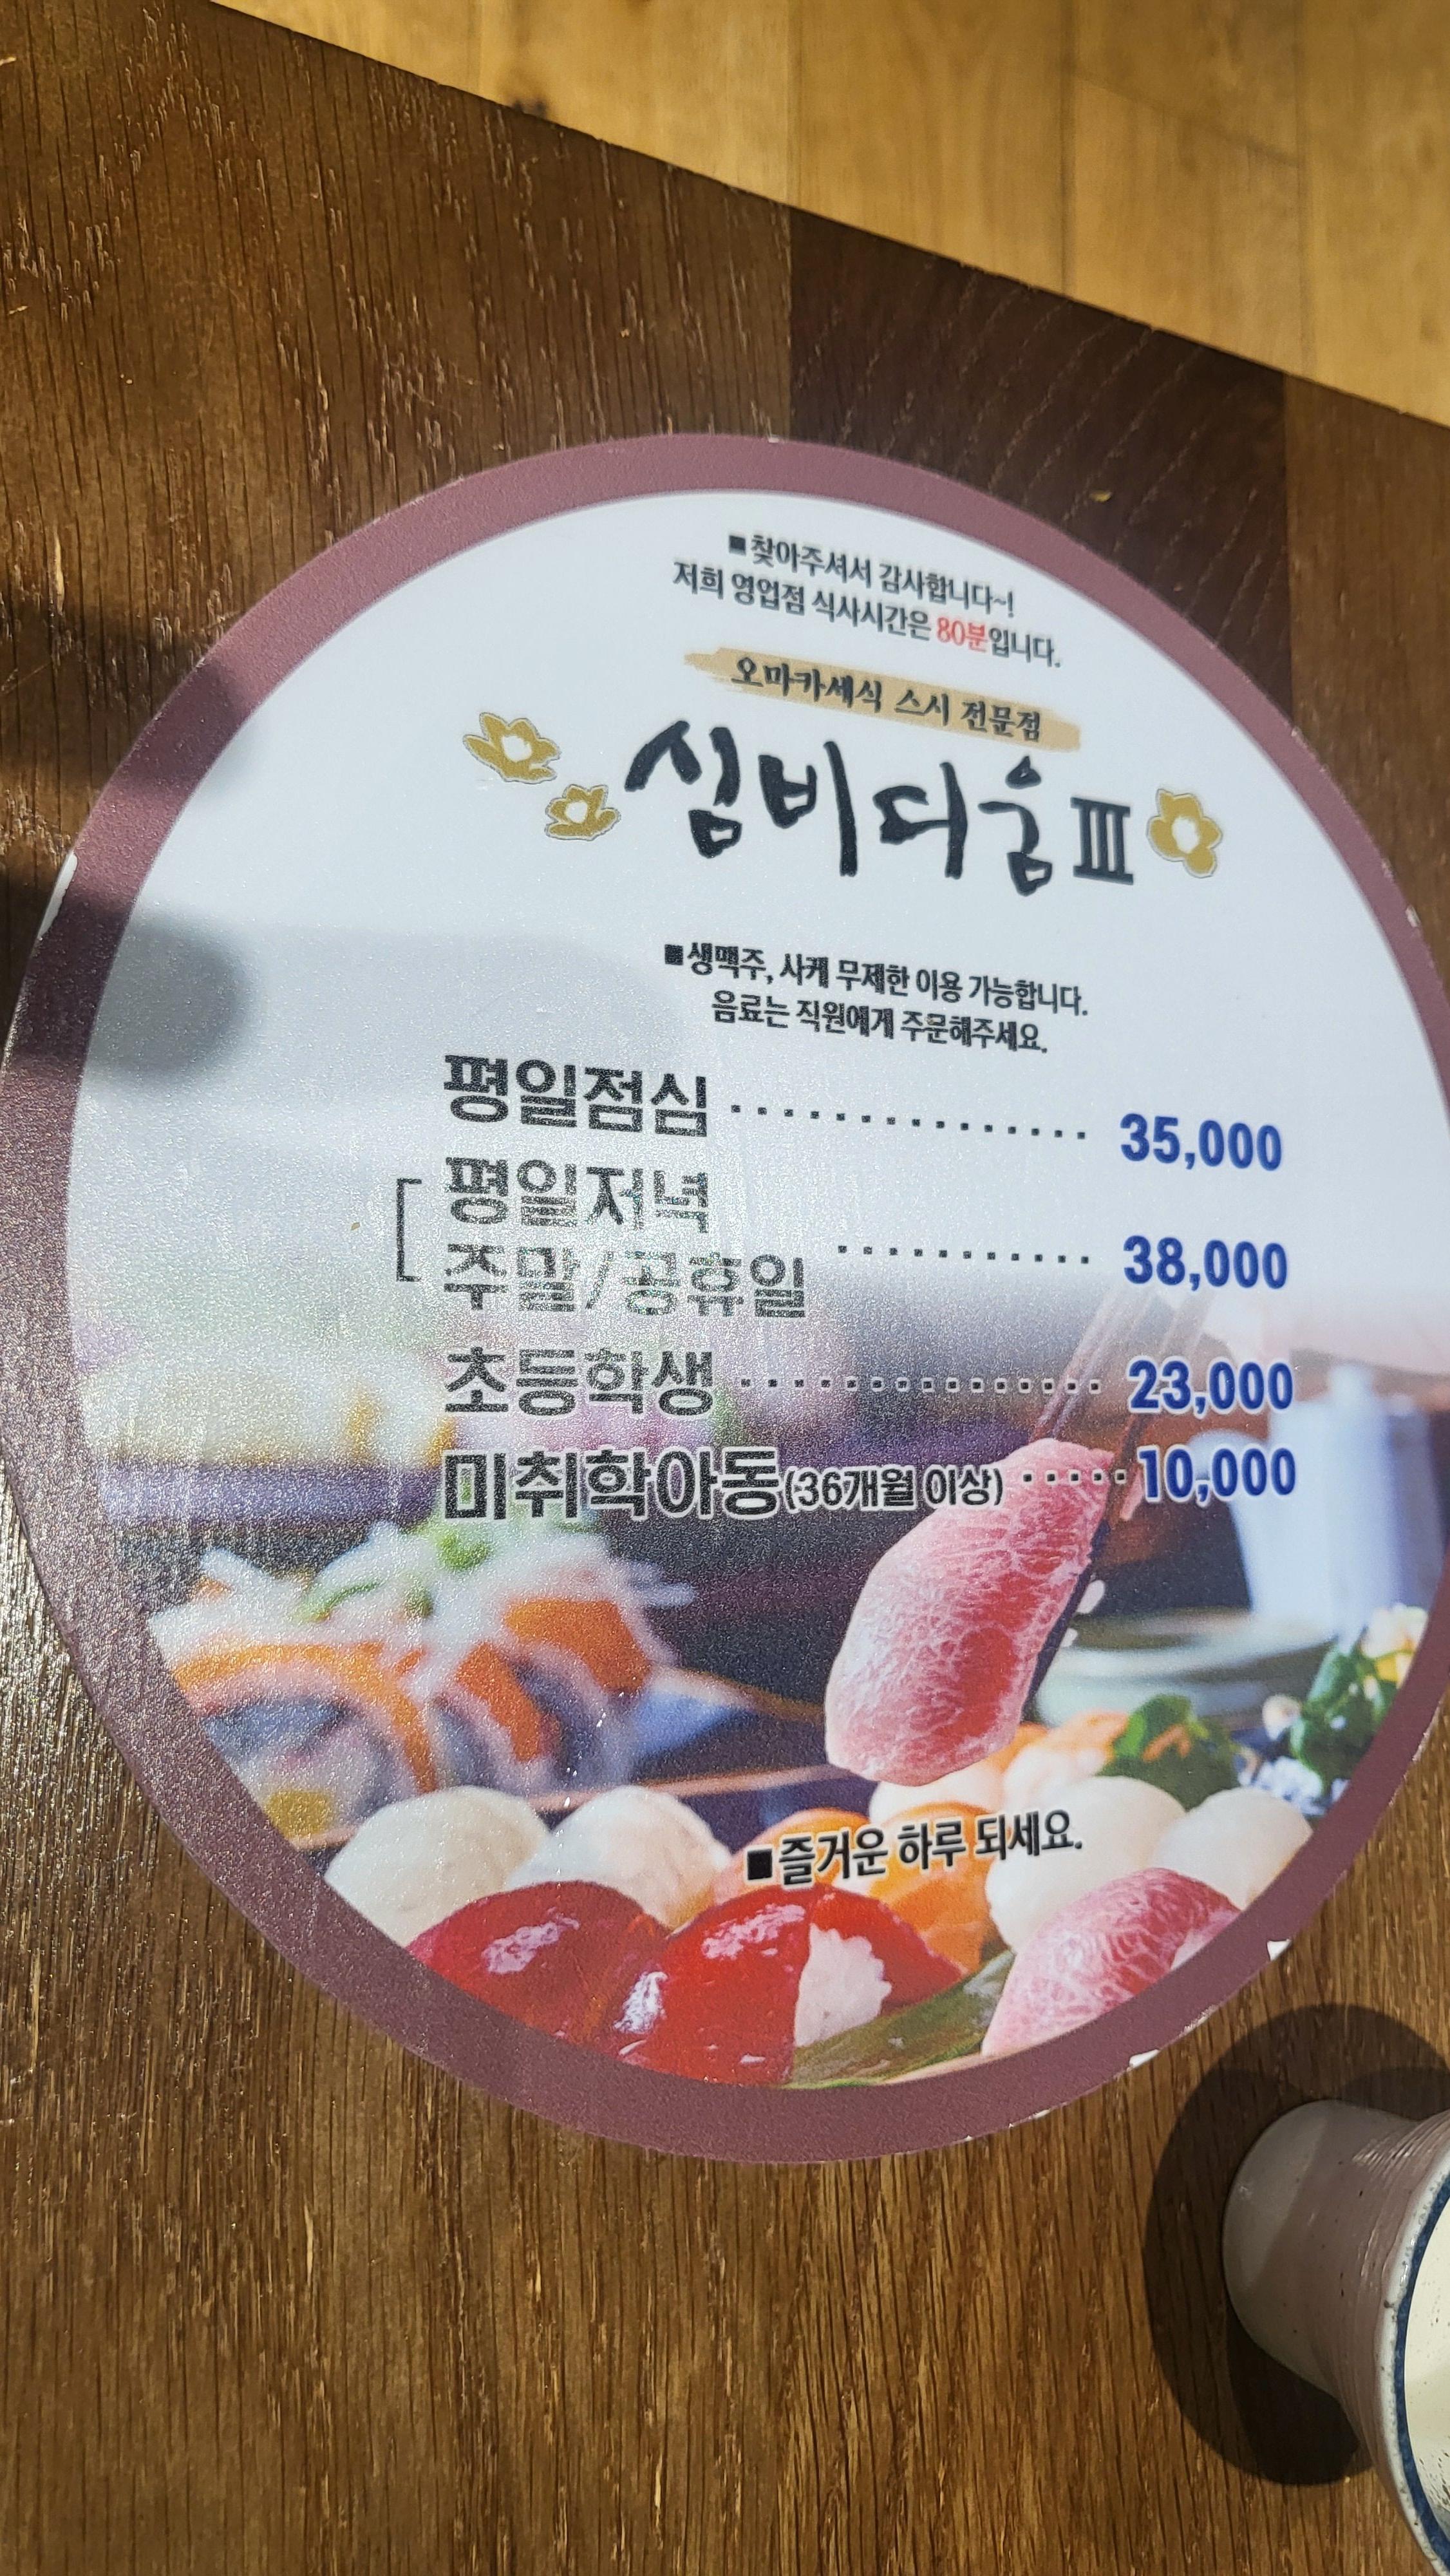 ■찾아주셔서 감사합니다~!
저희 영업점 식사시간은 80분입니다.
오마카세식 스시 전문점
심비디움Ⅲ
■생맥주, 사케 무제한 이용 가능합니다.
음료는 직원에게 주문해주세요.
평일점심 ················ 35,000
평일저녁
주말/공휴일 ············ 38,000
초등학생 ················ 23,000
미취학아동(36개월 이상) ····· 10,000
■즐거운 하루 되세요.